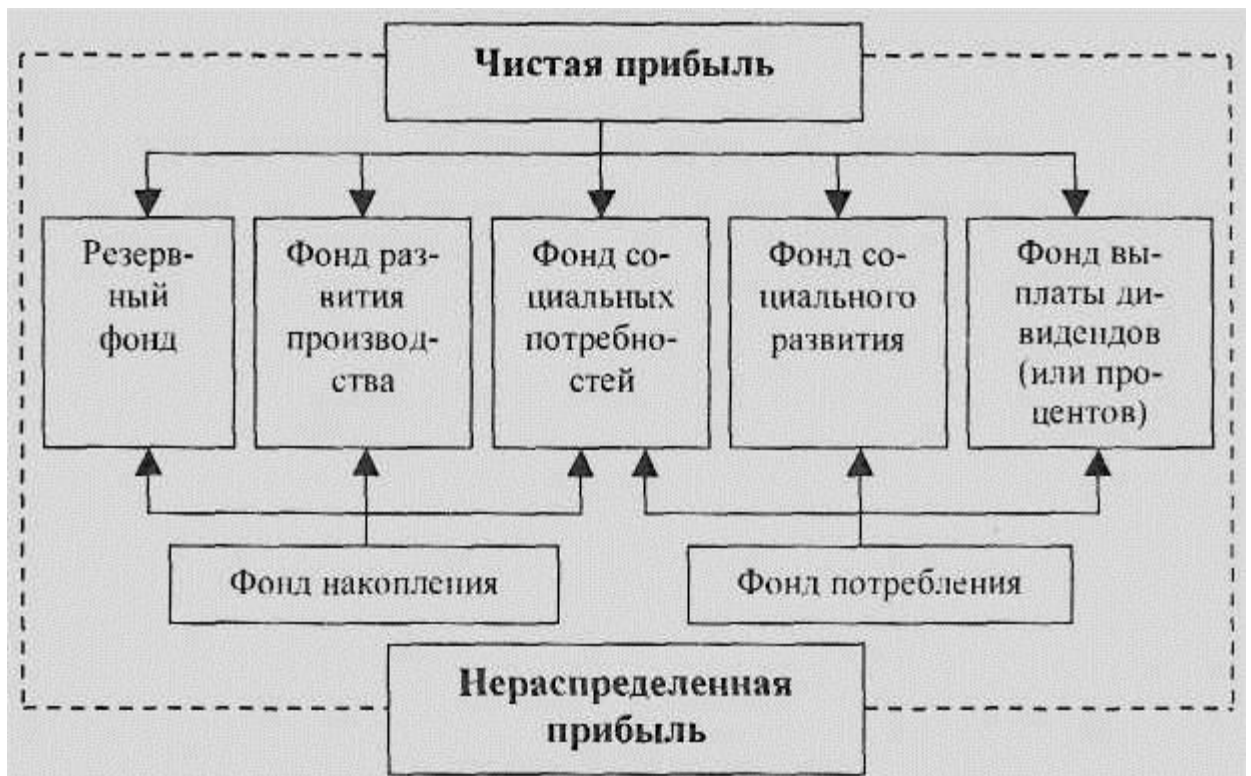 Чистая прибыль
Резерв-
ный
фонд
Фонд раз-
вития
производ-
ства
Фонд со-
циальных
потребно-
стей
Фонд со-
циального
развития
Фонд вы-
платы ди-
видендов
(или про-
центов)
Фонд накопления
Фонд потребления
Нераспределенная
прибыль